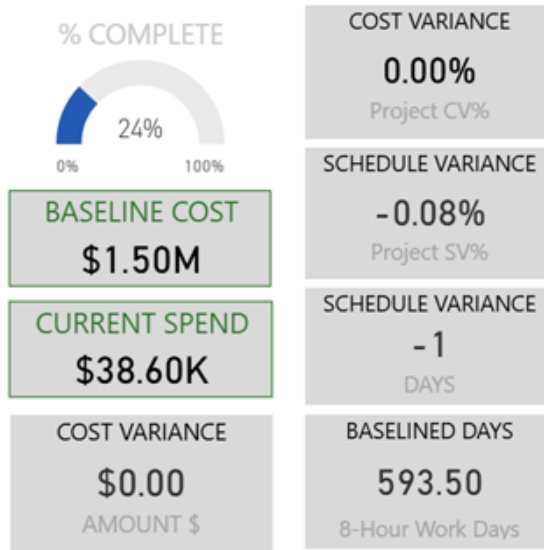 % COMPLETE
24%
0% 100%
BASELINE COST
$1.50M
CURRENT SPEND
$38.60K
COST VARIANCE
$0.00
AMOUNT $
COST VARIANCE
0.00%
Project CV%
SCHEDULE VARIANCE
-0.08%
Project SV%
SCHEDULE VARIANCE
-1
DAYS
BASELINED DAYS
593.50
8-Hour Work Days